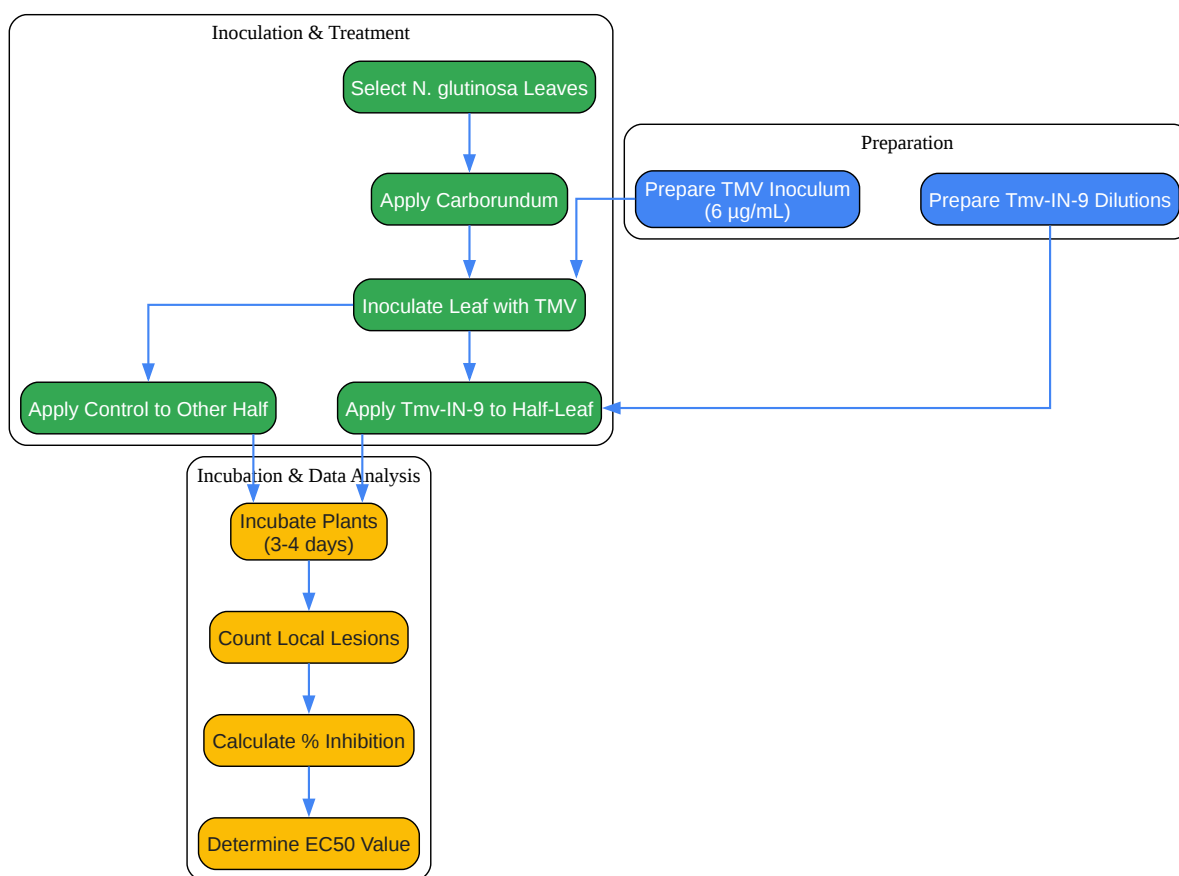 Inoculation & Treatment
Select N. glutinosa Leaves
Preparation
Apply Carborundum
Prepare TMV Inoculum
(6 µg/mL)
Prepare Tmv-IN-9 Dilutions
Inoculate Leaf with TMV
Apply Control to Other Half
Apply Tmv-IN-9 to Half-Leaf
Incubation & Data Analysis
Incubate Plants
(3-4 days)
Count Local Lesions
Calculate % Inhibition
Determine EC50 Value